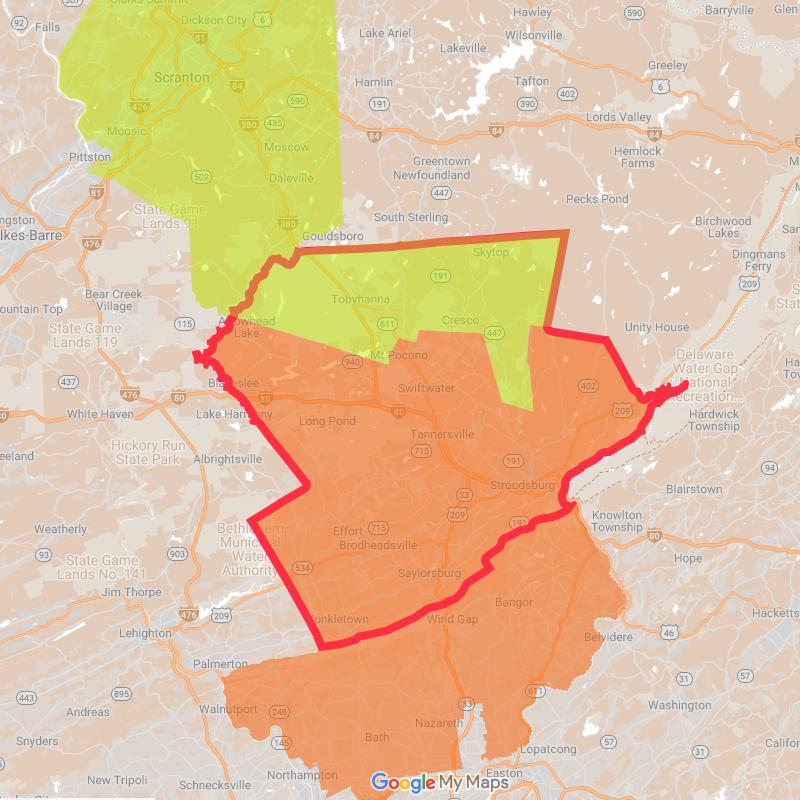 Clarks Summit
Dickson City
6
92
Falls
Lake Ariel
Hawley
Wilsonville
590
Barryville
Glen
Lakeville
Scranton
84
Hamlin
Tafton
Greeley
6
476
590
191
390
402
Moosic
380
435
84
84
Lords Valley
Pittston
Moscow
Hemlock
Farms
81
502
Daleville
Greentown
Newfoundland
447
Pecks Pond
State Game
Lands 91
380
South Sterling
Birchwood
Lakes
Kingston
Wilkes-Barre
476
Gouldsboro
Skytop
Dingmans
Ferry
209
Mountain Top
Bear Creek
Village
191
Tobyhanna
115
Arrowhead
Lake
611
Cresco
447
Unity House
State Game
Lands 119
940
Mt Pocono
Delaware
Water Gap
National
Recreation...
437
476
80
Blakeslee
80
Swiftwater
402
209
White Haven
Lake Harmony
Long Pond
80
Hardwick
Township
Hickory Run
State Park
Tannersville
715
Albrightsville
191
94
Stroudsburg
Blairstown
33
209
Weatherly
Bethlehem
Municipal
Water
Authority
Effort
715
191
Knowlton
Township
80
93
903
Brodheadsville
Hope
State Game
Lands No. 141
534
Saylorsburg
Jim Thorpe
476
209
Kunkletown
Bangor
Wind Gap
Hacketts
Lehighton
Belvidere
46
Palmerton
31
443
895
Walnutport
33
611
Washington
Andreas
248
Nazareth
57
31
Snyders
145
Bath
Lopatcong
Califor
New Tripoli
Schnecksville
Northampton
Google My Maps
Easton